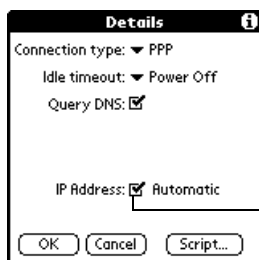 Details i
Connection type: PPP
Idle timeout: Power Off
Query DNS:
IP Address: Automatic
OK Cancel Script...